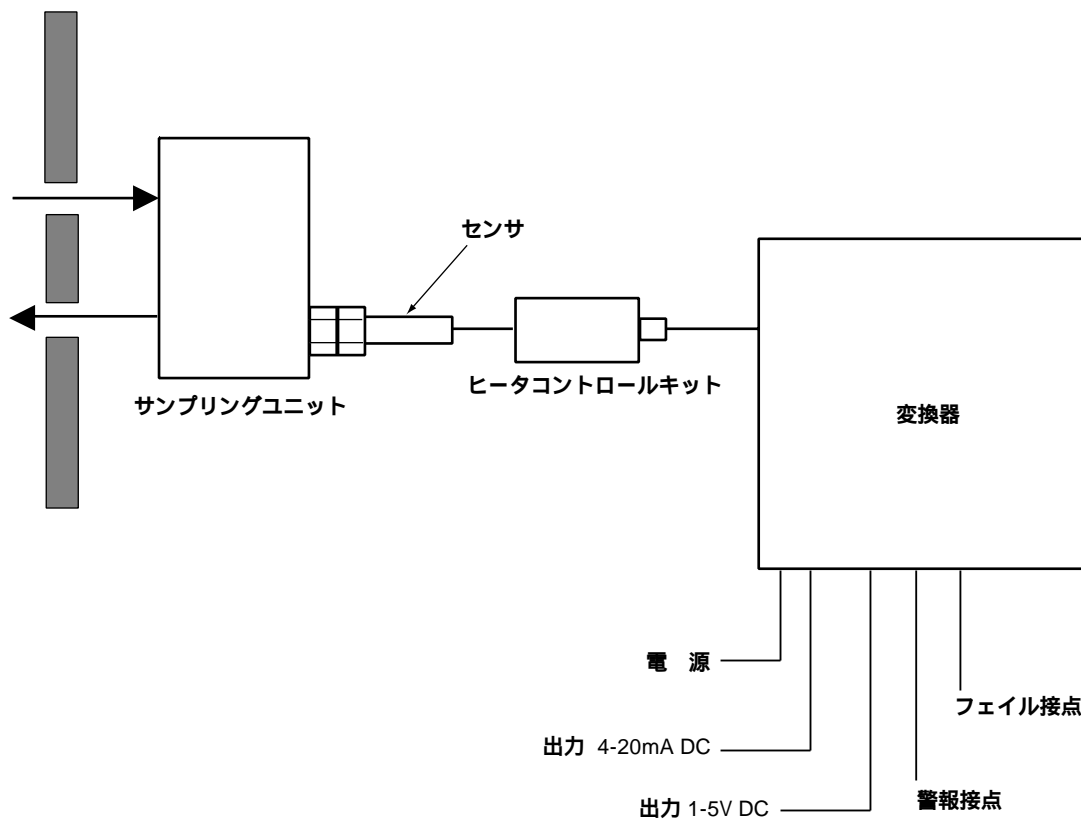 センサ
ヒータコントロールキット
サンプリングユニット
変換器
電　源
フェイル接点
出力 4-20mA DC
警報接点
出力 1-5V DC